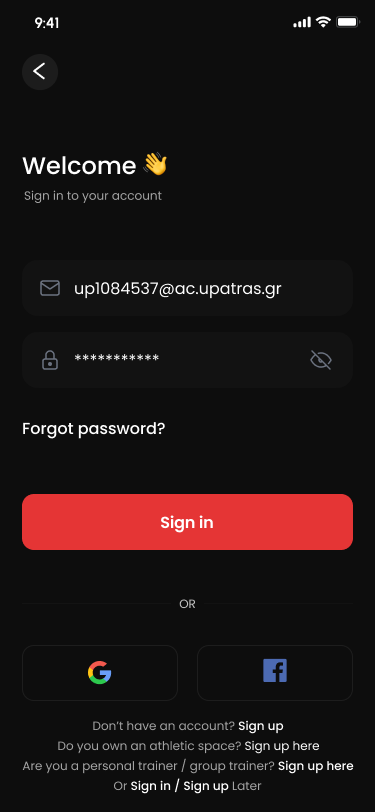 9:41
Welcome 👋
Sign in to your account
up1084537@ac.upatras.gr
***********
Forgot password?
Sign in
OR
Don’t have an account? Sign up
Do you own an athletic space? Sign up here
Are you a personal trainer / group trainer? Sign up here
Or Sign in / Sign up Later